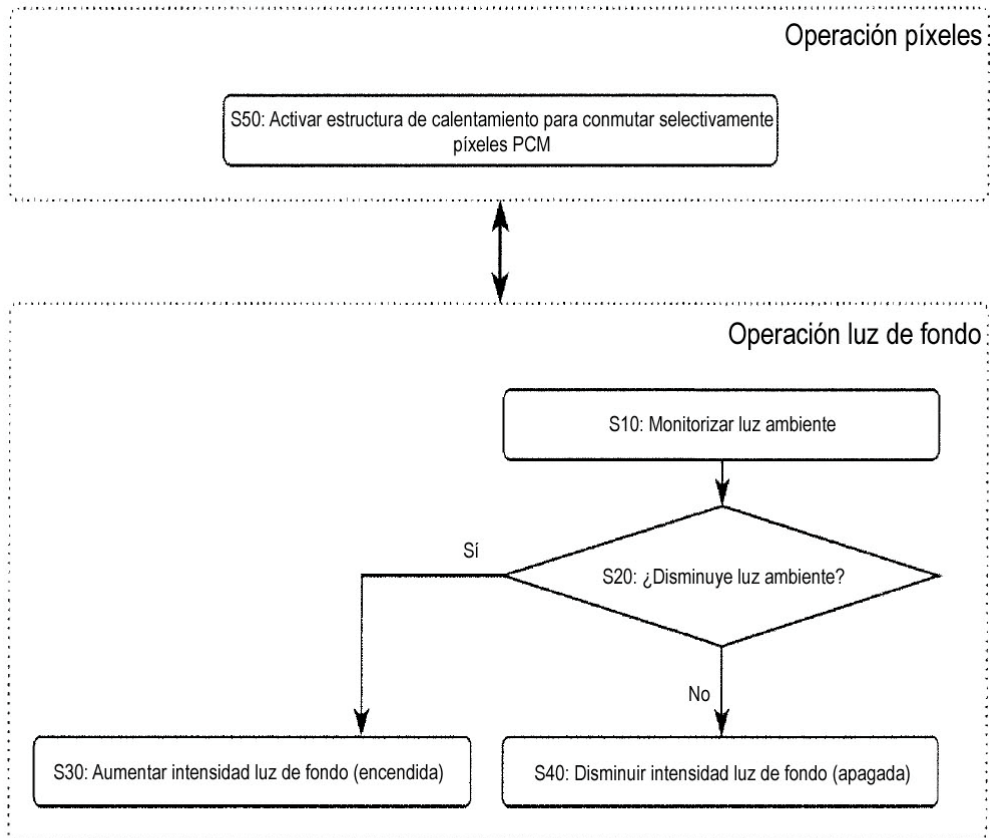 Operación píxeles
S50: Activar estructura de calentamiento para conmutar selectivamente
píxeles PCM
Operación luz de fondo
S10: Monitorizar luz ambiente
S20: ¿Disminuye luz ambiente?
Sí
No
S30: Aumentar intensidad luz de fondo (encendida)
S40: Disminuir intensidad luz de fondo (apagada)